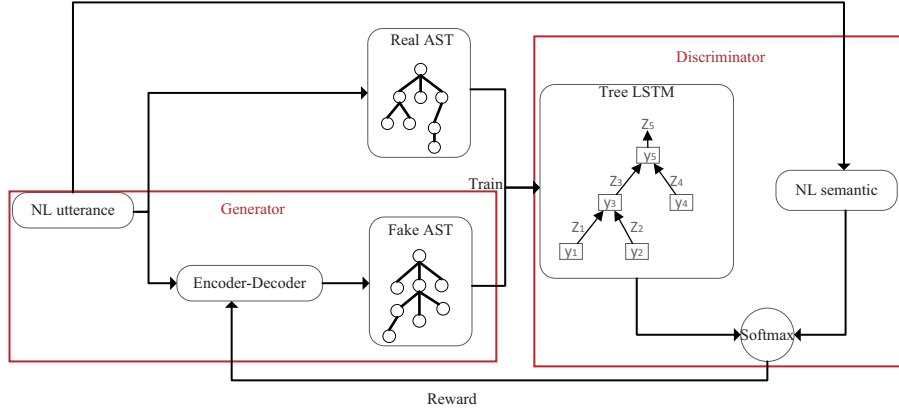 Real AST
Discriminator
Tree LSTM
Z5
y5
Z3
Z4
Train
NL semantic
NL utterance
Generator
y3
y4
Fake AST
Z1
Z2
y1
y2
Encoder-Decoder
Softmax
Reward